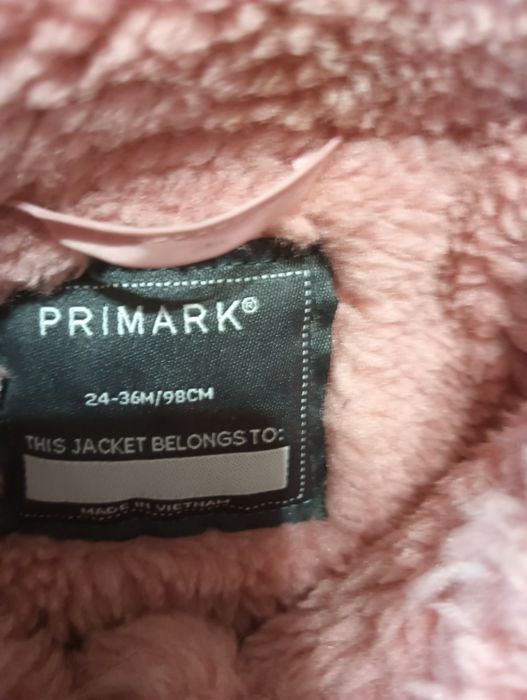 PRIMARK®
24-36M/98CM
THIS JACKET BELONGS TO:
MADE IN VIETNAM